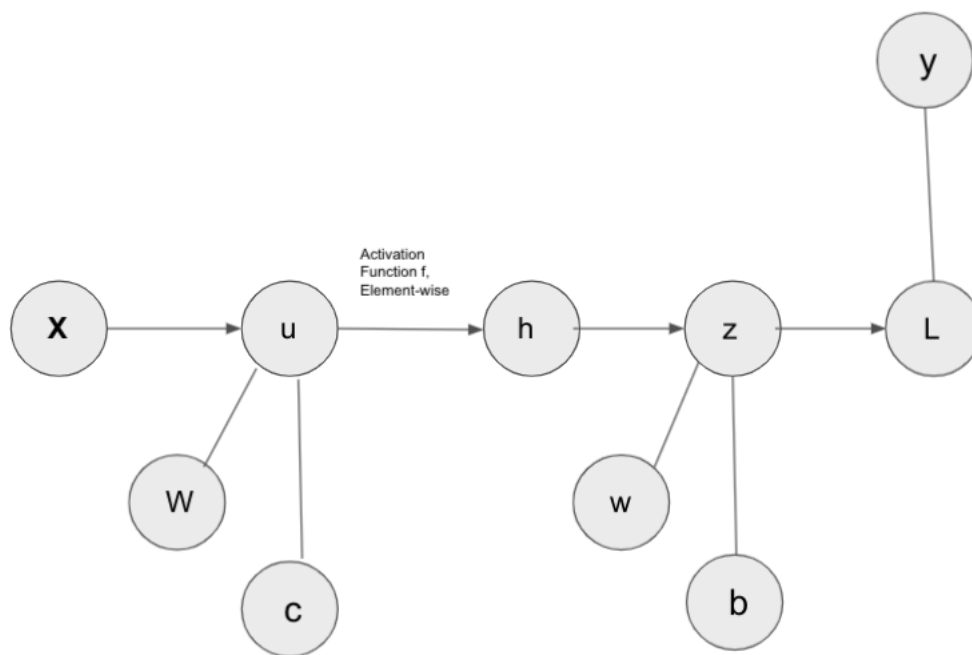 y
Activation
Function f,
Element-wise
X
u
h
z
L
W
w
c
b